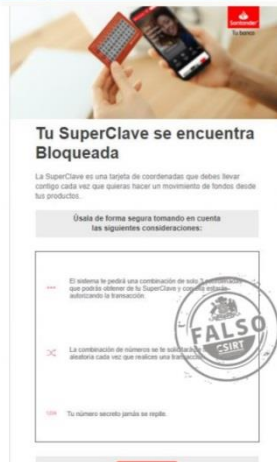 Santander
Tu banco
Tu SuperClave se encuentra
Bloqueada
La SuperClave es una tarjeta de coordenadas que debes llevar
contigo cada vez que quieras hacer un movimiento de fondos desde
tus productos.
Úsala de forma segura tomando en cuenta
las siguientes consideraciones:
El sistema te pedirá una combinación de solo 3
que podrás obtener de tu SuperClave y con
autorizando la transacción.
FALSO
CSIRT
La combinación de números se te solicitará de
aleatoria cada vez que realices una
Tu número secreto jamás se repite.